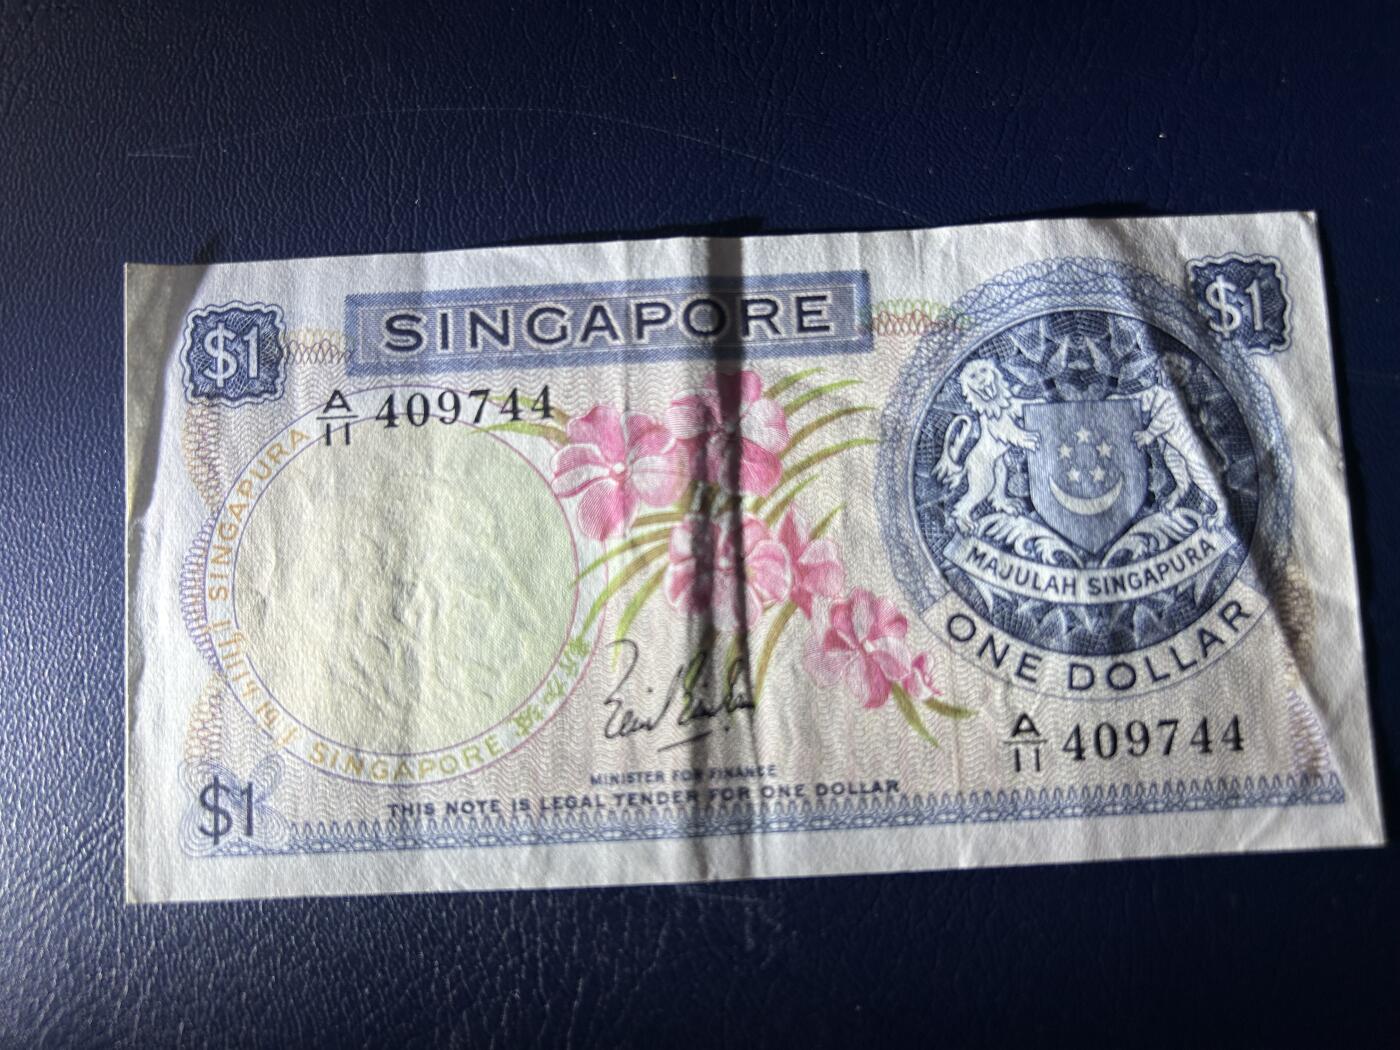 $1
SINGAPORE
$1
A/11 409744
SINGAPURA
SINGAPORE
MAJULAH SINGAPURA
ONE DOLLAR
A/11 409744
MINISTER FOR FINANCE
THIS NOTE IS LEGAL TENDER FOR ONE DOLLAR
$1